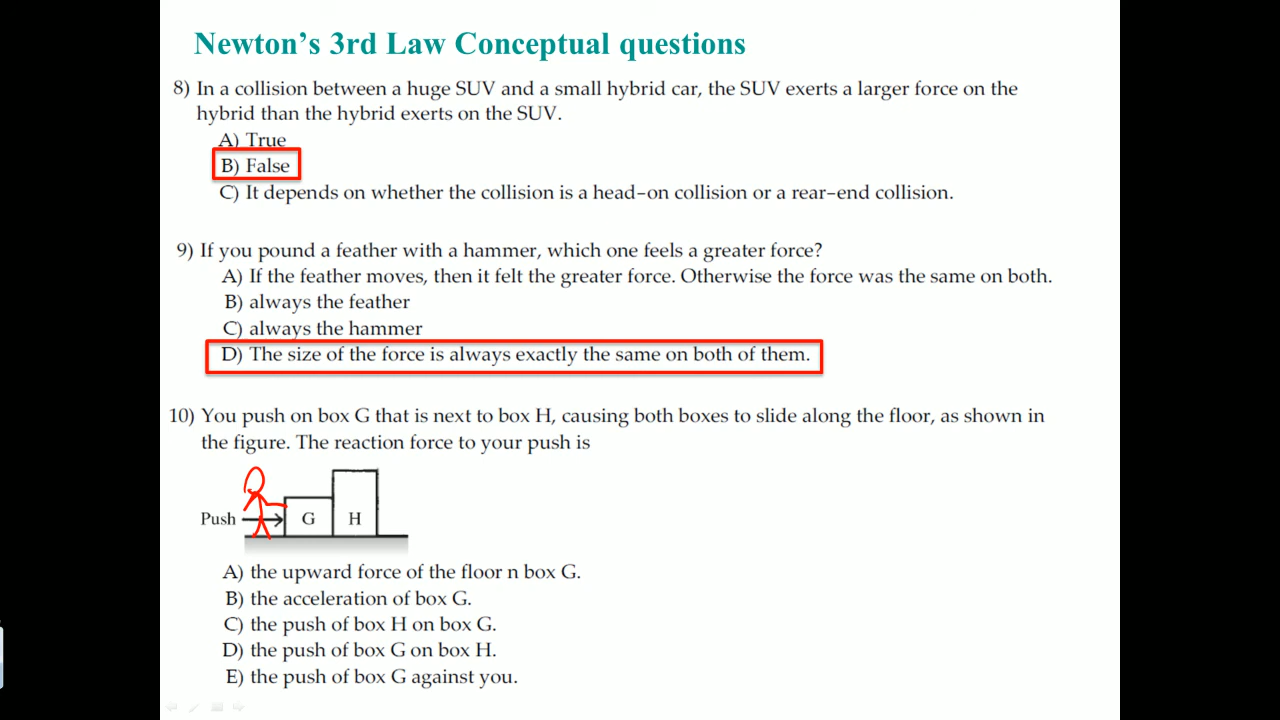 Newton's 3rd Law Conceptual questions
8) In a collision between a huge SUV and a small hybrid car, the SUV exerts a larger force on the
hybrid than the hybrid exerts on the SUV.
A) True
B) False
C) It depends on whether the collision is a head-on collision or a rear-end collision.
9) If you pound a feather with a hammer, which one feels a greater force?
A) If the feather moves, then it felt the greater force. Otherwise the force was the same on both.
B) always the feather
C) always the hammer
D) The size of the force is always exactly the same on both of them.
10) You push on box G that is next to box H, causing both boxes to slide along the floor, as shown in
the figure. The reaction force to your push is
Push G H
A) the upward force of the floor n box G.
B) the acceleration of box G.
C) the push of box H on box G.
D) the push of box G on box H.
E) the push of box G against you.